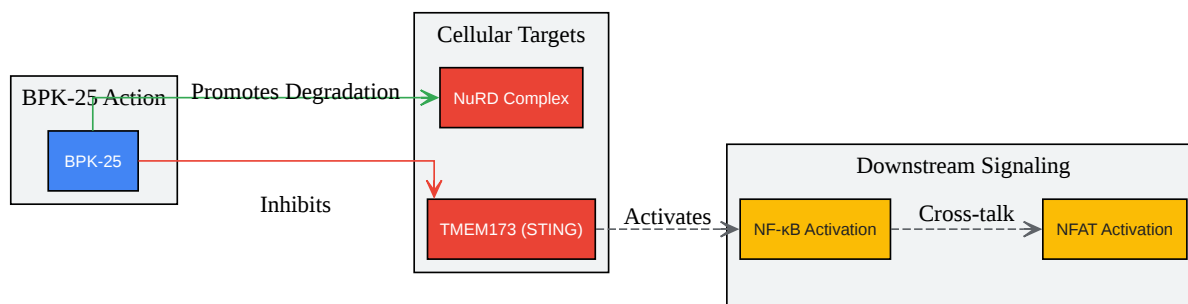 BPK-25 Action
BPK-25
Promotes Degradation
Inhibits
Cellular Targets
NuRD Complex
TMEM173 (STING)
Activates
Downstream Signaling
NF-κB Activation
Cross-talk
NFAT Activation